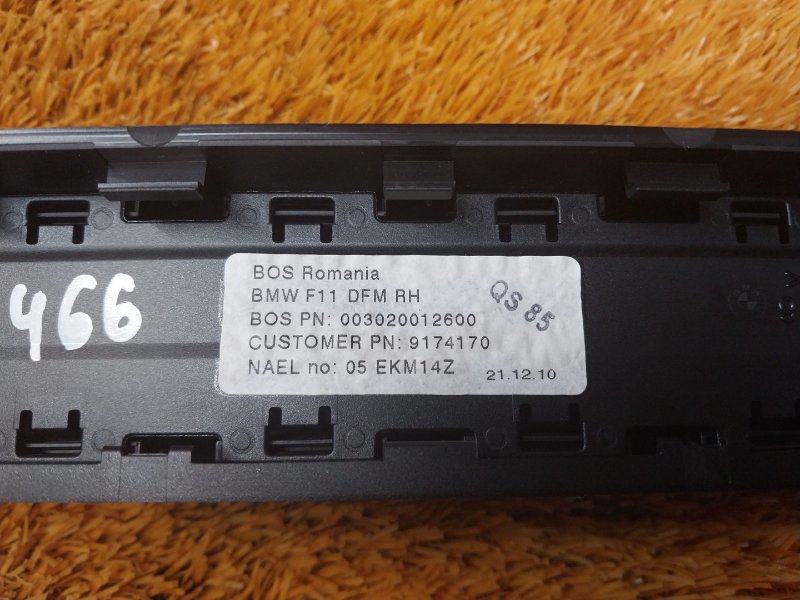 466
BOS Romania
BMW F11 DFM RH
BOS PN: 003020012600
CUSTOMER PN: 9174170
NAEL no: 05 EKM14Z
21.12.10
QS 85